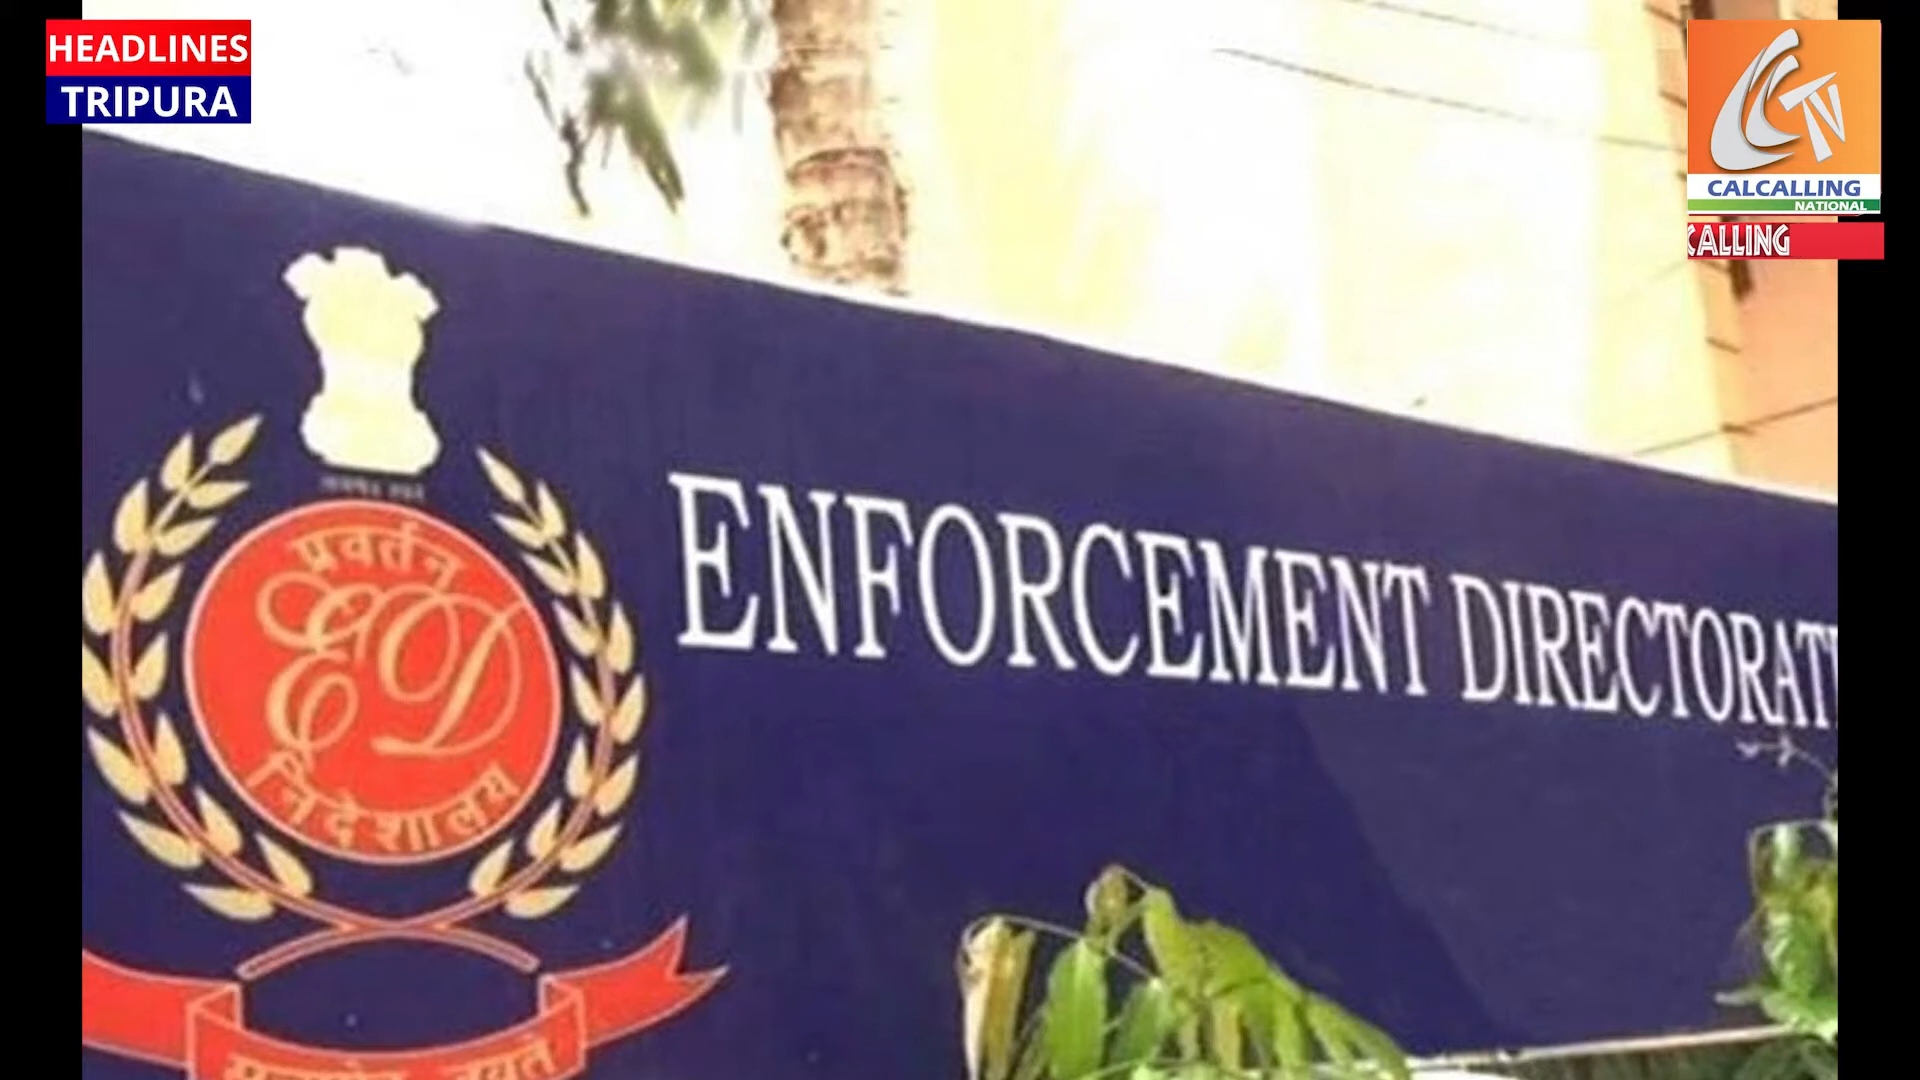 HEADLINES
TRIPURA
CALCALLING
NATIONAL
CALLING
ENFORCEMENT DIRECTORAT
प्रवर्तन
ED
निदेशालय